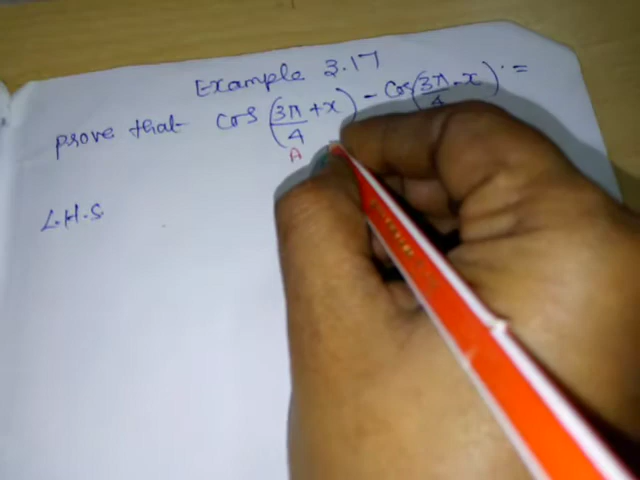 Example 3.17
prove that cos (3π/4 + x) - cos (3π/4 - x) =
A
L.H.S.